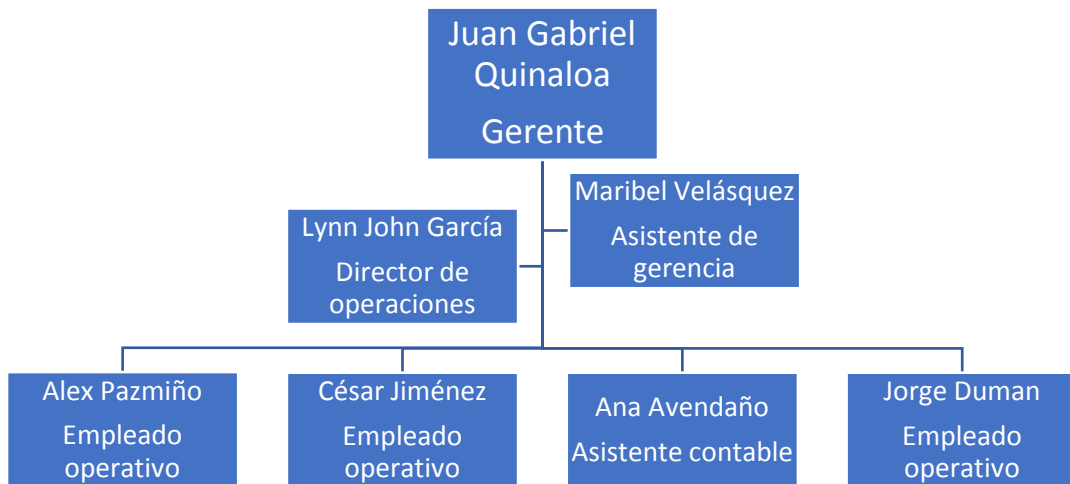 Juan Gabriel
Quinaloa
Gerente
Maribel Velásquez
Asistente de
gerencia
Lynn John García
Director de
operaciones
Alex Pazmiño
Empleado
operativo
César Jiménez
Empleado
operativo
Ana Avendaño
Asistente contable
Jorge Duman
Empleado
operativo